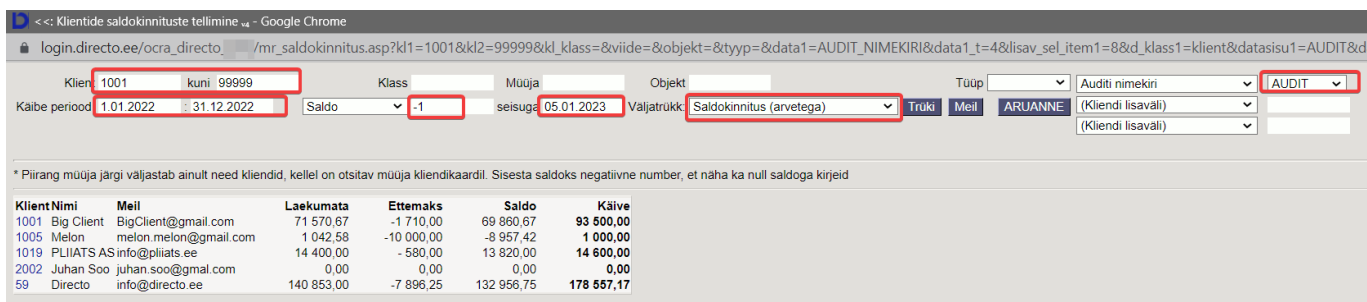 <<: Klientide saldokinnituste tellimine v4 - Google Chrome
login.directo.ee/ocra_directo_ /mr_saldokinnitus.asp?kl1=1001&kl2=99999&kl_klass=&viide=&objekt=&tyyp=&data1=AUDIT_NIMEKIRI&data1_t=4&lisav_sel_item1=8&d_klass1=klient&datasisu1=AUDIT&d
Klient 1001 kuni 99999 Klass Müüja Objekt Tüüp Auditi nimekiri AUDIT
Käibe periood 1.01.2022 : 31.12.2022 Saldo -1 seisuga 05.01.2023 Väljatrükk: Saldokinnitus (arvetega) Trüki Meil ARUANNE (Kliendi lisaväli)
(Kliendi lisaväli)
* Piirang müüja järgi väljastab ainult need kliendid, kellel on otsitav müüja kliendikaardil. Sisesta saldoks negatiivne number, et näha ka null saldoga kirjeid
Klient Nimi Meil Laekumata Ettemaks Saldo Käive
1001 Big Client BigClient@gmail.com 71 570,67 -1 710,00 69 860,67 93 500,00
1005 Melon melon.melon@gmail.com 1 042,58 -10 000,00 -8 957,42 1 000,00
1019 PLIIATS AS info@pliiats.ee 14 400,00 - 580,00 13 820,00 14 600,00
2002 Juhan Soo juhan.soo@gmal.com 0,00 0,00 0,00 0,00
59 Directo info@directo.ee 140 853,00 -7 896,25 132 956,75 178 557,17